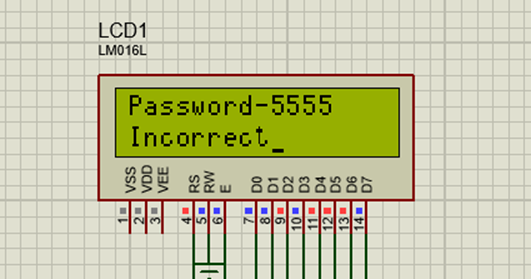 LCD1
LM016L
Password-5555
Incorrect_
VSS VDD VEE RS RW E D0 D1 D2 D3 D4 D5 D6 D7
1 2 3 4 5 6 7 8 9 10 11 12 13 14